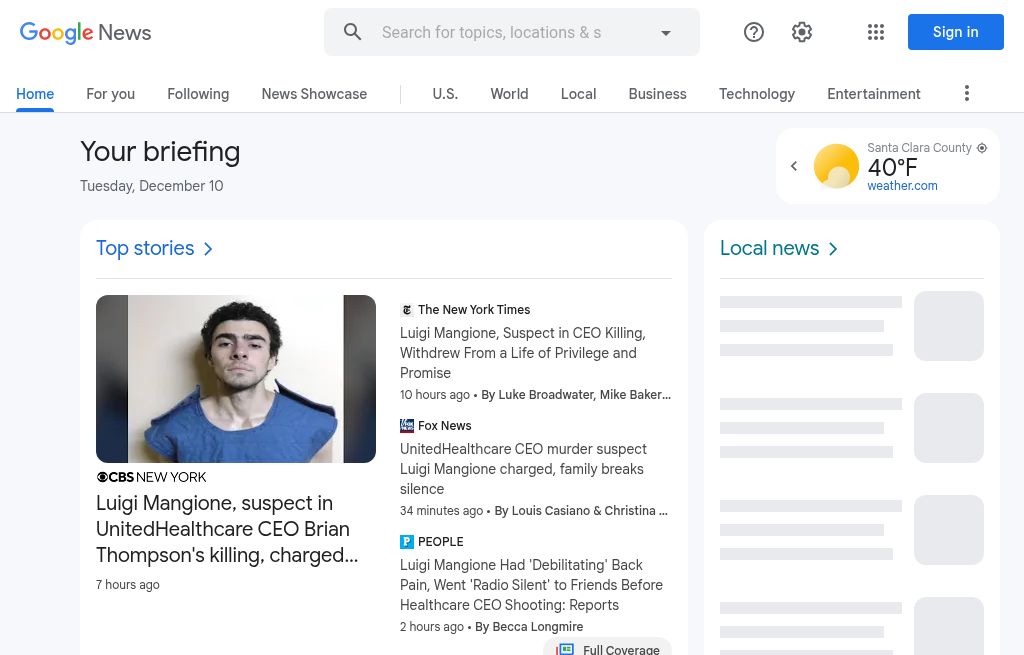 Google News
Search for topics, locations & s
Sign in
Home
For you
Following
News Showcase
U.S.
World
Local
Business
Technology
Entertainment
Your briefing
Tuesday, December 10
Santa Clara County
40°F
weather.com
Top stories
Local news
CBS NEW YORK
Luigi Mangione, suspect in
UnitedHealthcare CEO Brian
Thompson's killing, charged...
7 hours ago
The New York Times
Luigi Mangione, Suspect in CEO Killing,
Withdrew From a Life of Privilege and
Promise
10 hours ago • By Luke Broadwater, Mike Baker...
Fox News
UnitedHealthcare CEO murder suspect
Luigi Mangione charged, family breaks
silence
34 minutes ago • By Louis Casiano & Christina ...
PEOPLE
Luigi Mangione Had 'Debilitating' Back
Pain, Went 'Radio Silent' to Friends Before
Healthcare CEO Shooting: Reports
2 hours ago • By Becca Longmire
Full Coverage